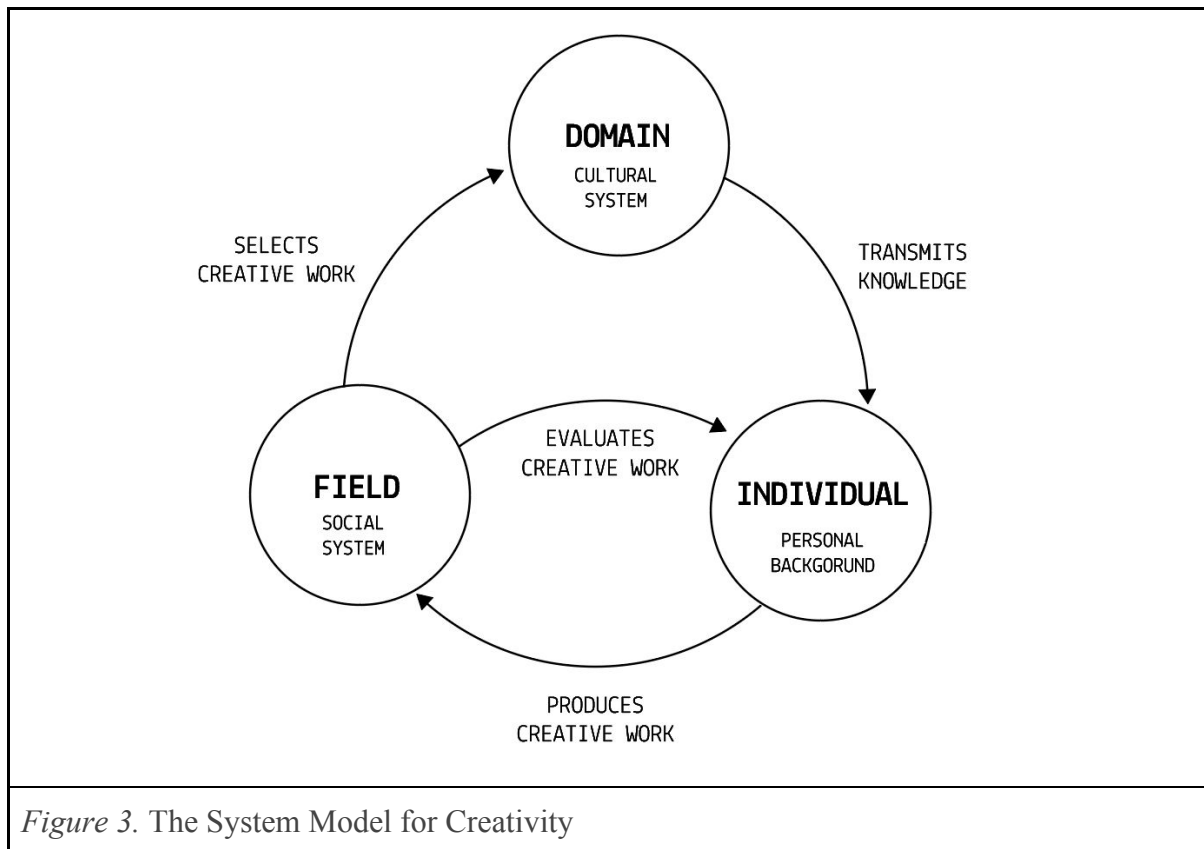 DOMAIN
CULTURAL
SYSTEM
SELECTS
CREATIVE WORK
TRANSMITS
KNOWLEDGE
EVALUATES
CREATIVE WORK
FIELD
SOCIAL
SYSTEM
INDIVIDUAL
PERSONAL
BACKGORUND
PRODUCES
CREATIVE WORK
Figure 3. The System Model for Creativity